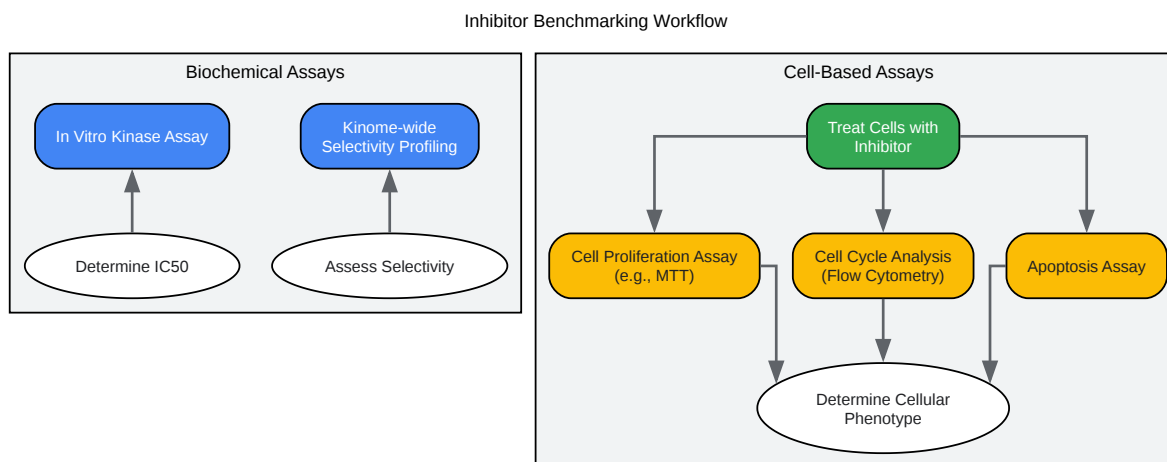 Inhibitor Benchmarking Workflow
Biochemical Assays
In Vitro Kinase Assay
Kinome-wide
Selectivity Profiling
Determine IC50
Assess Selectivity
Cell-Based Assays
Treat Cells with
Inhibitor
Cell Proliferation Assay
(e.g., MTT)
Cell Cycle Analysis
(Flow Cytometry)
Apoptosis Assay
Determine Cellular
Phenotype